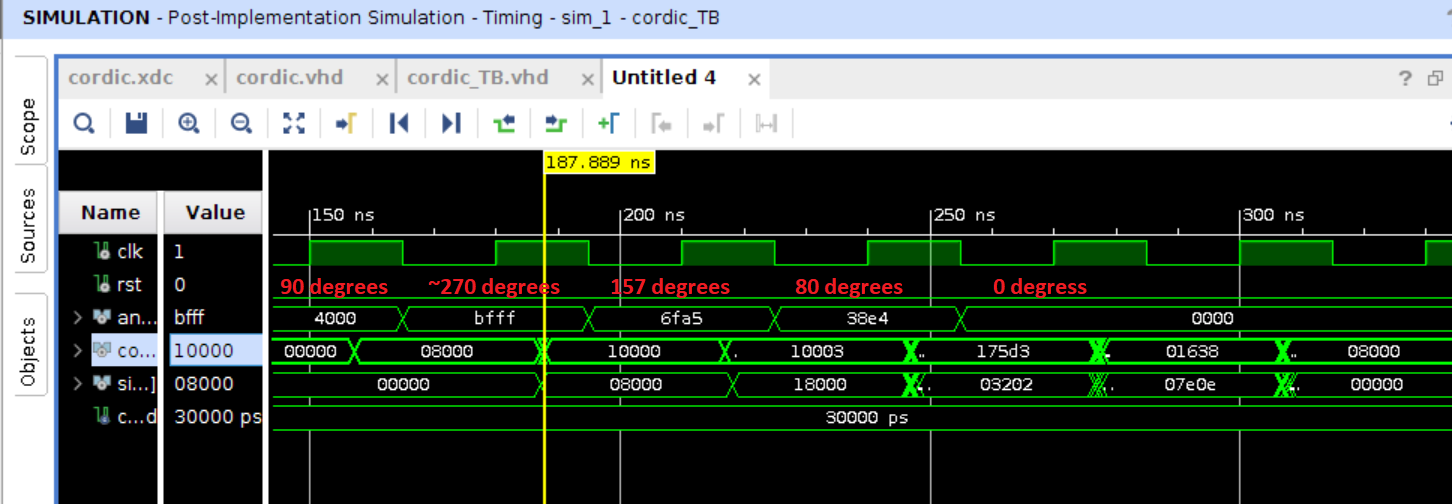 SIMULATION - Post-Implementation Simulation - Timing - sim_1 - cordic_TB
Scope
Sources
Objects
cordic.xdc × cordic.vhd × cordic_TB.vhd × Untitled 4 × ?
187.889 ns
Name Value
150 ns 200 ns 250 ns 300 ns
clk 1
rst 0 90 degrees ~270 degrees 157 degrees 80 degrees 0 degress
an... bfff 4000 bfff 6fa5 38e4 0000
co... 10000 00000 08000 10000 . 10003 .. 175d3 . 01638 .. 08000
si...] 08000 00000 08000 18000 . 03202 .. 07e0e .. 00000
c...d 30000 ps 30000 ps